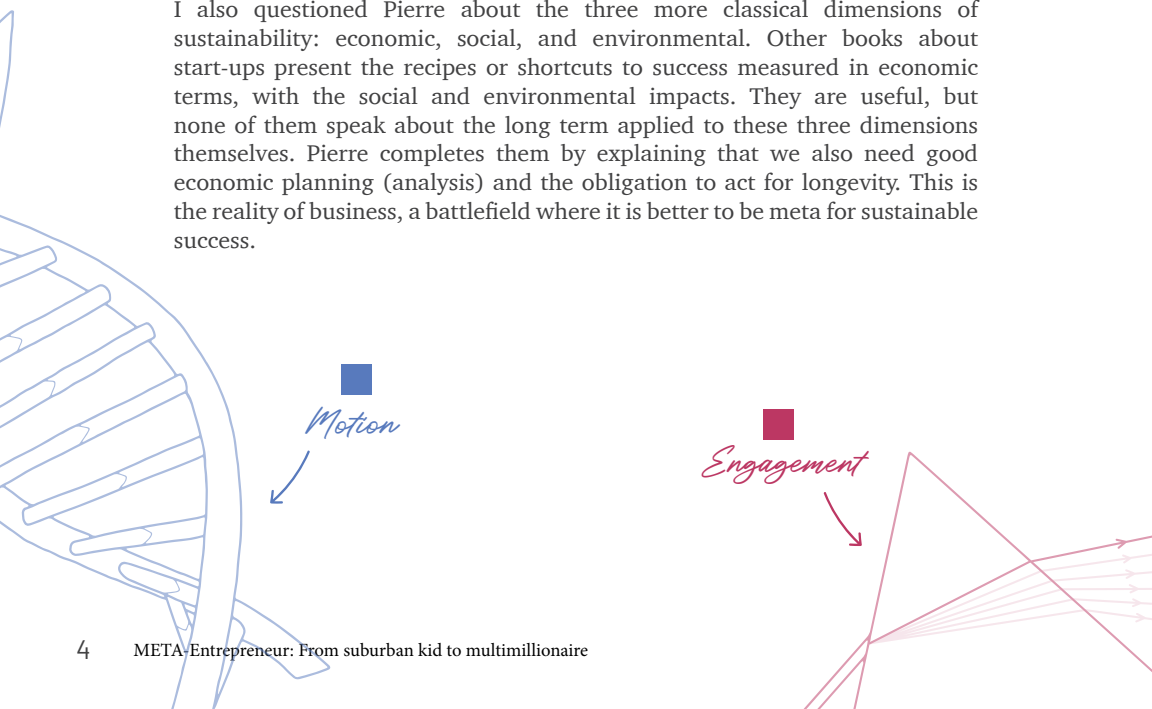 I also questioned Pierre about the three more classical dimensions of
sustainability: economic, social, and environmental. Other books about
start-ups present the recipes or shortcuts to success measured in economic
terms, with the social and environmental impacts. They are useful, but
none of them speak about the long term applied to these three dimensions
themselves. Pierre completes them by explaining that we also need good
economic planning (analysis) and the obligation to act for longevity. This is
the reality of business, a battlefield where it is better to be meta for sustainable
success.
Motion
Engagement
4 META-Entrepreneur: From suburban kid to multimillionaire